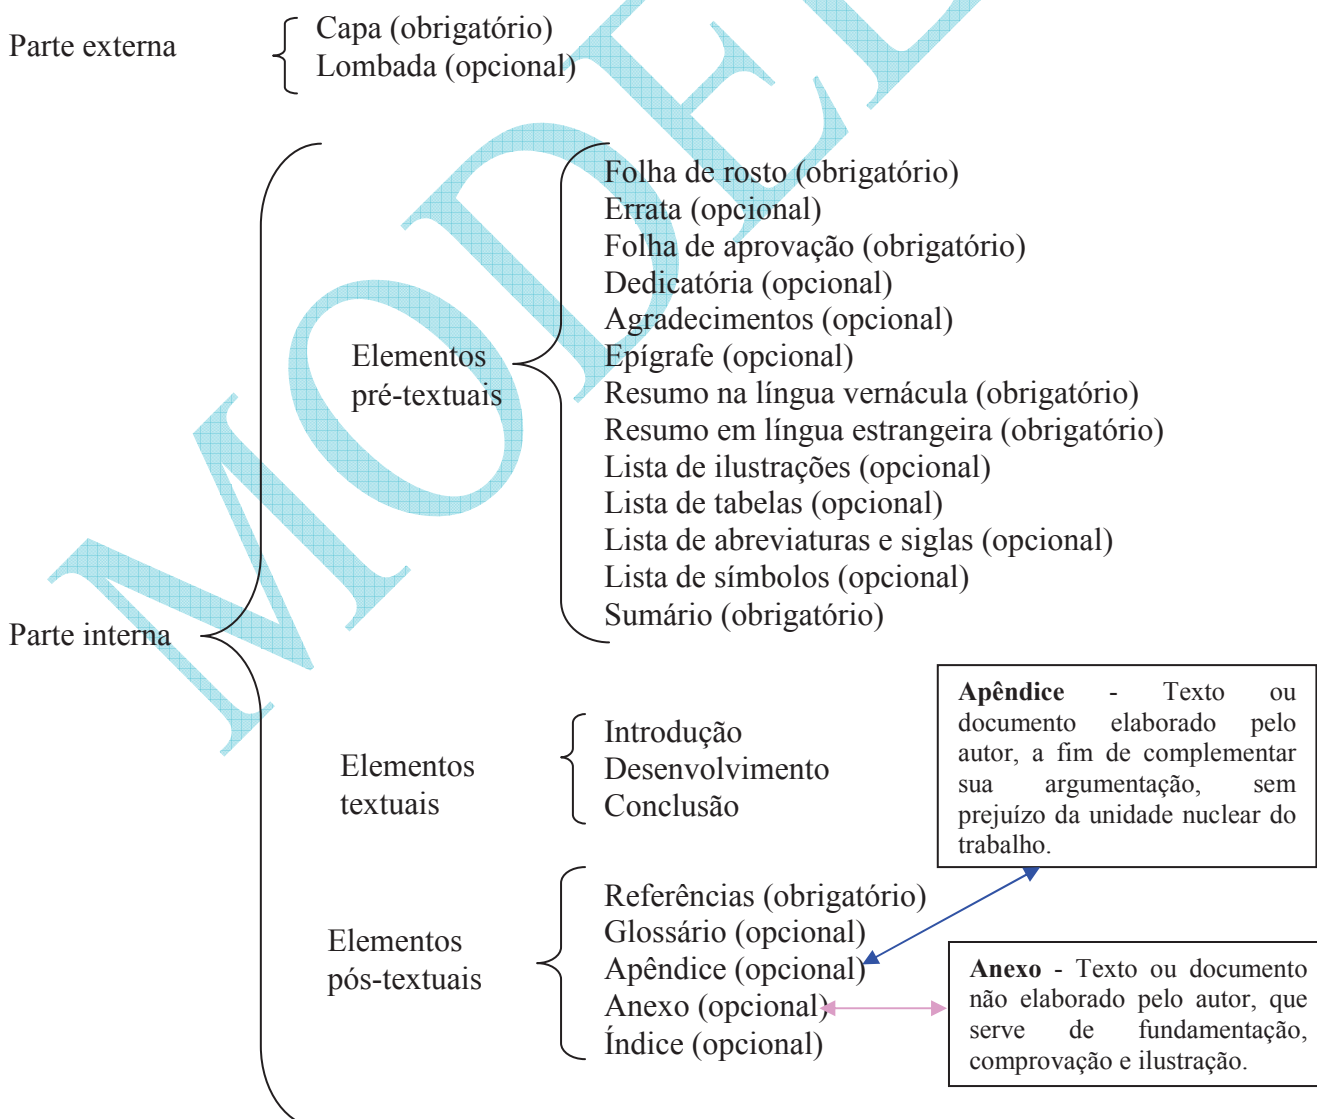 Parte externa
Capa (obrigatório)
Lombada (opcional)
Parte interna
Elementos
pré-textuais
Folha de rosto (obrigatório)
Errata (opcional)
Folha de aprovação (obrigatório)
Dedicatória (opcional)
Agradecimentos (opcional)
Epígrafe (opcional)
Resumo na língua vernácula (obrigatório)
Resumo em língua estrangeira (obrigatório)
Lista de ilustrações (opcional)
Lista de tabelas (opcional)
Lista de abreviaturas e siglas (opcional)
Lista de símbolos (opcional)
Sumário (obrigatório)
Elementos
textuais
Introdução
Desenvolvimento
Conclusão
Elementos
pós-textuais
Referências (obrigatório)
Glossário (opcional)
Apêndice (opcional)
Anexo (opcional)
Índice (opcional)
Apêndice - Texto ou
documento elaborado pelo
autor, a fim de complementar
sua argumentação, sem
prejuízo da unidade nuclear do
trabalho.
Anexo - Texto ou documento
não elaborado pelo autor, que
serve de fundamentação,
comprovação e ilustração.
MODEL